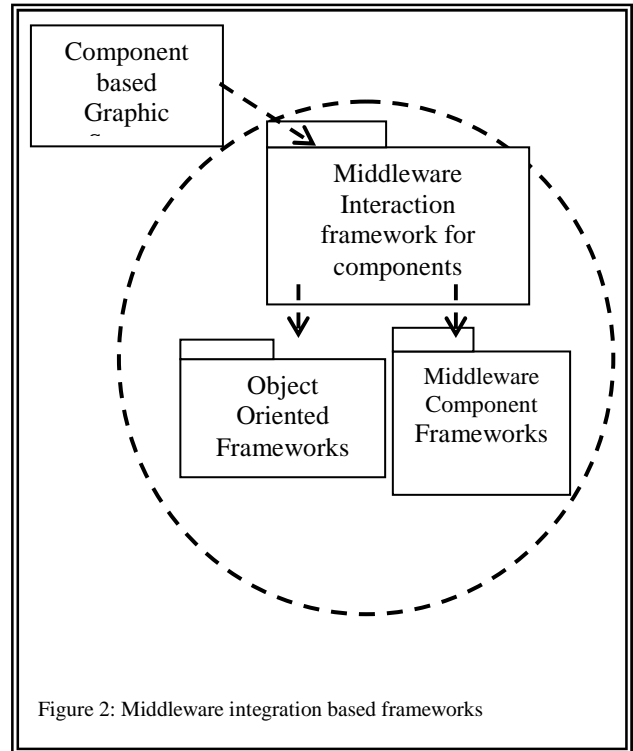 Component
based
Graphic
Middleware
Interaction
framework for
components
Object
Oriented
Frameworks
Middleware
Component
Frameworks
Figure 2: Middleware integration based frameworks